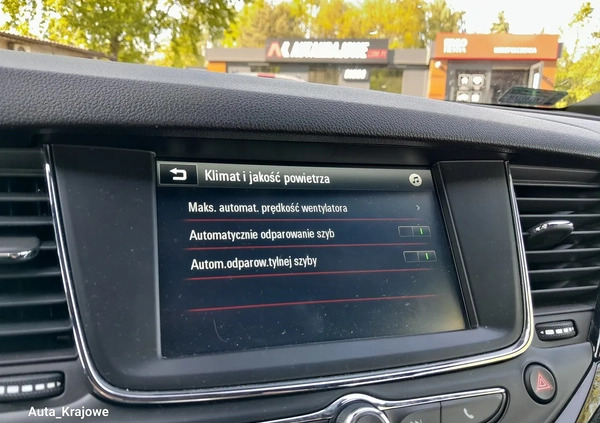 Klimat i jakość powietrza
Maks. automat. prędkość wentylatora
Automatycznie odparowanie szyb
Autom.odparow.tylnej szyby
Auta_Krajowe